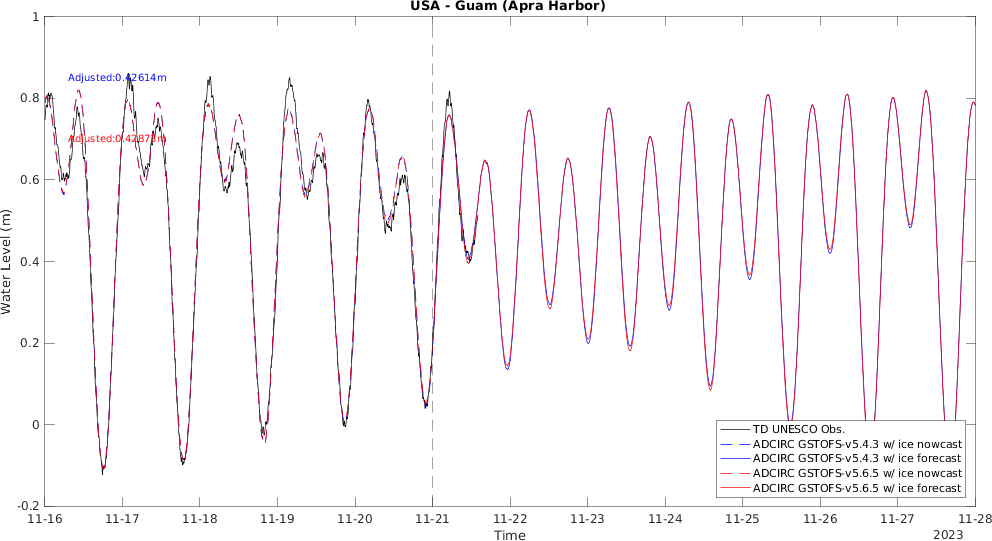 USA - Guam (Apra Harbor)
1
0.8
0.6
0.4
0.2
0
-0.2
Water Level (m)
Adjusted:0.42614m
TD UNESCO Obs.
ADCIRC GSTOFS-v5.4.3 w/ ice nowcast
ADCIRC GSTOFS-v5.4.3 w/ ice forecast
ADCIRC GSTOFS-v5.6.5 w/ ice nowcast
ADCIRC GSTOFS-v5.6.5 w/ ice forecast
11-16 11-17 11-18 11-19 11-20 11-21 11-22 11-23 11-24 11-25 11-26 11-27 11-28
Time
2023